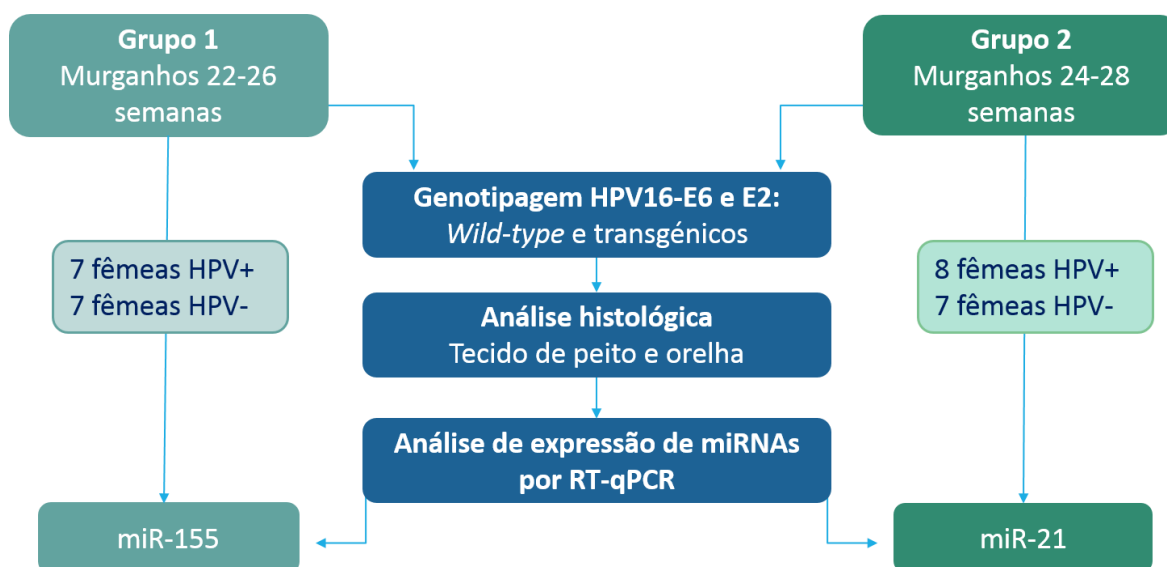 Grupo 1
Murganhos 22-26
semanas
Grupo 2
Murganhos 24-28
semanas
Genotipagem HPV16-E6 e E2:
Wild-type e transgénicos
7 fêmeas HPV+
7 fêmeas HPV-
8 fêmeas HPV+
7 fêmeas HPV-
Análise histológica
Tecido de peito e orelha
Análise de expressão de miRNAs
por RT-qPCR
miR-155
miR-21